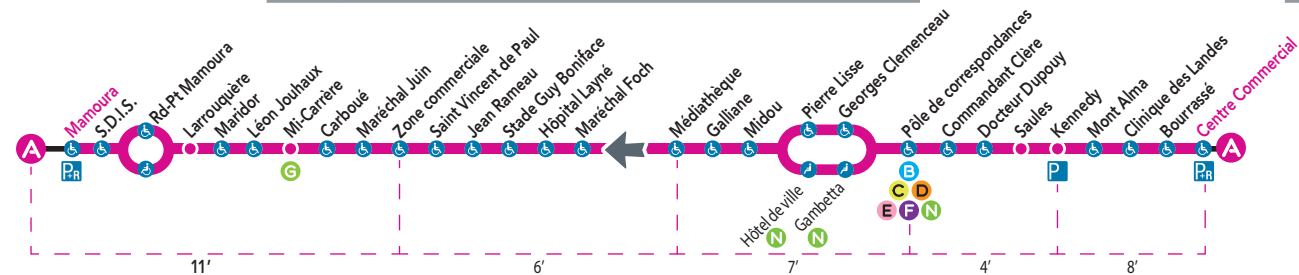 A
Mamoura
S.D.I.S.
Rd-Pt Mamoura
Larrouquère
Maridor
Léon Jouhaux
Mi-Carrère
Carboué
Maréchal Juin
Zone commerciale
Saint Vincent de Paul
Jean Rameau
Stade Guy Boniface
Hôpital Layné
Maréchal Foch
Médiathèque
Galliane
Midou
Pierre Lisse
Georges Clemenceau
Pôle de correspondances
Commandant Clère
Docteur Dupouy
Saules
Kennedy
Mont Alma
Clinique des Landes
Bourrassé
Centre Commercial
A
P+R
G
B
C D
E F N
P
P+R
Hôtel de ville
N
Gambetta
N
11’
6’
7’
4’
8’